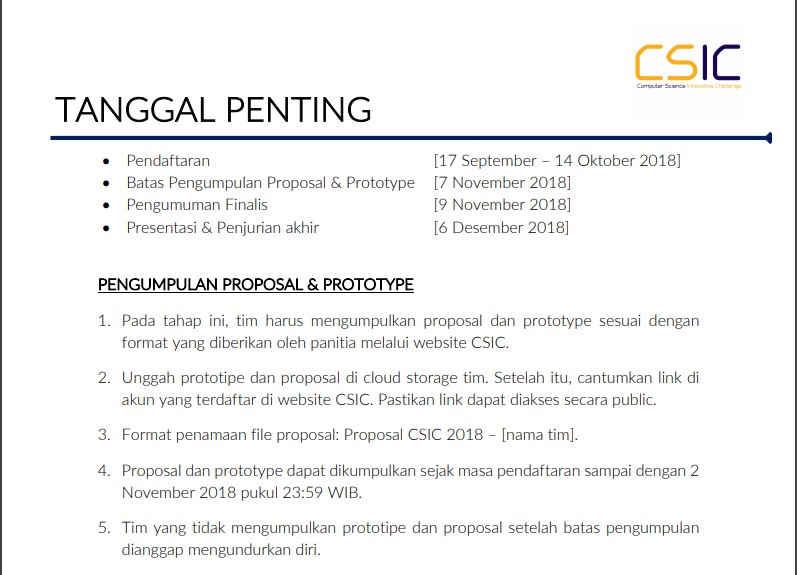 CSIC
Computer Science Innovative Challenge
TANGGAL PENTING
• Pendaftaran [17 September – 14 Oktober 2018]
• Batas Pengumpulan Proposal & Prototype [7 November 2018]
• Pengumuman Finalis [9 November 2018]
• Presentasi & Penjurian akhir [6 Desember 2018]
PENGUMPULAN PROPOSAL & PROTOTYPE
1. Pada tahap ini, tim harus mengumpulkan proposal dan prototype sesuai dengan
format yang diberikan oleh panitia melalui website CSIC.
2. Unggah prototipe dan proposal di cloud storage tim. Setelah itu, cantumkan link di
akun yang terdaftar di website CSIC. Pastikan link dapat diakses secara public.
3. Format penamaan file proposal: Proposal CSIC 2018 – [nama tim].
4. Proposal dan prototype dapat dikumpulkan sejak masa pendaftaran sampai dengan 2
November 2018 pukul 23:59 WIB.
5. Tim yang tidak mengumpulkan prototipe dan proposal setelah batas pengumpulan
dianggap mengundurkan diri.